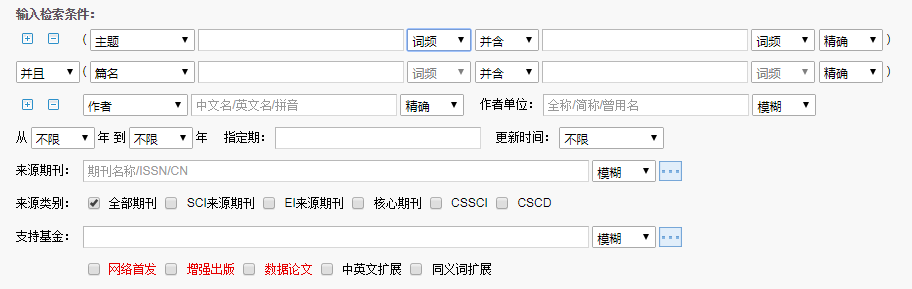 输入检索条件：
( 主题 词频 并含 词频 精确 )
并且 ( 篇名 词频 并含 词频 精确 )
作者 中文名/英文名/拼音 精确 作者单位： 全称/简称/曾用名 模糊
从 不限 年 到 不限 年 指定期： 更新时间： 不限
来源期刊： 期刊名称/ISSN/CN 模糊
来源类别： 全部期刊 SCI来源期刊 EI来源期刊 核心期刊 CSSCI CSCD
支持基金： 模糊
网络首发 增强出版 数据论文 中英文扩展 同义词扩展